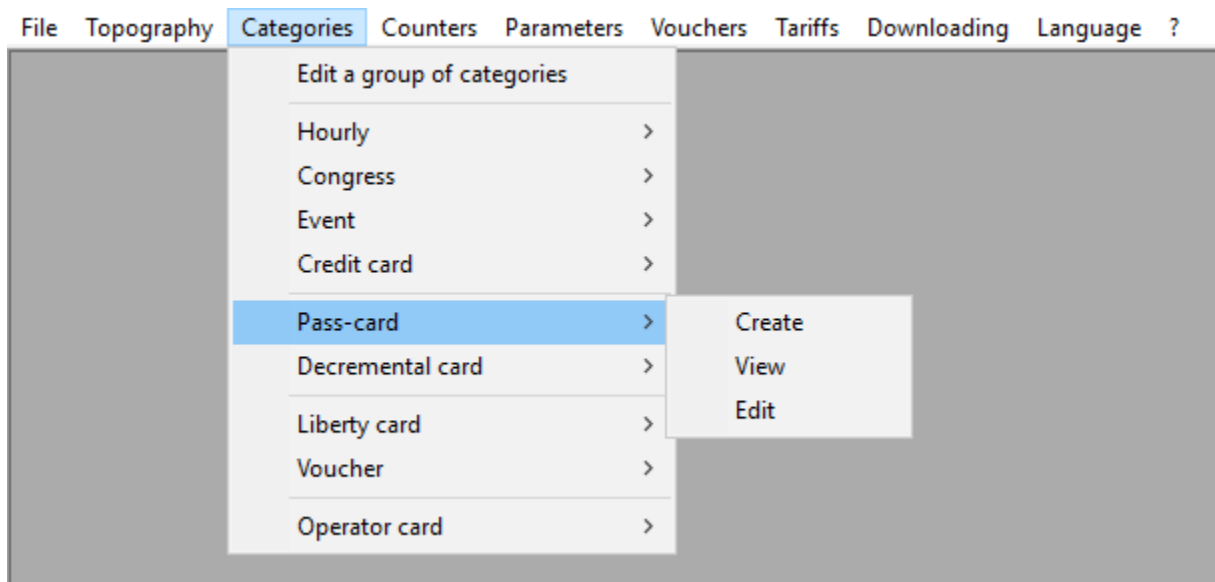 File Topography Categories Counters Parameters Vouchers Tariffs Downloading Language ?
Edit a group of categories
Hourly
Congress
Event
Credit card
Pass-card
Create
View
Edit
Decremental card
Liberty card
Voucher
Operator card